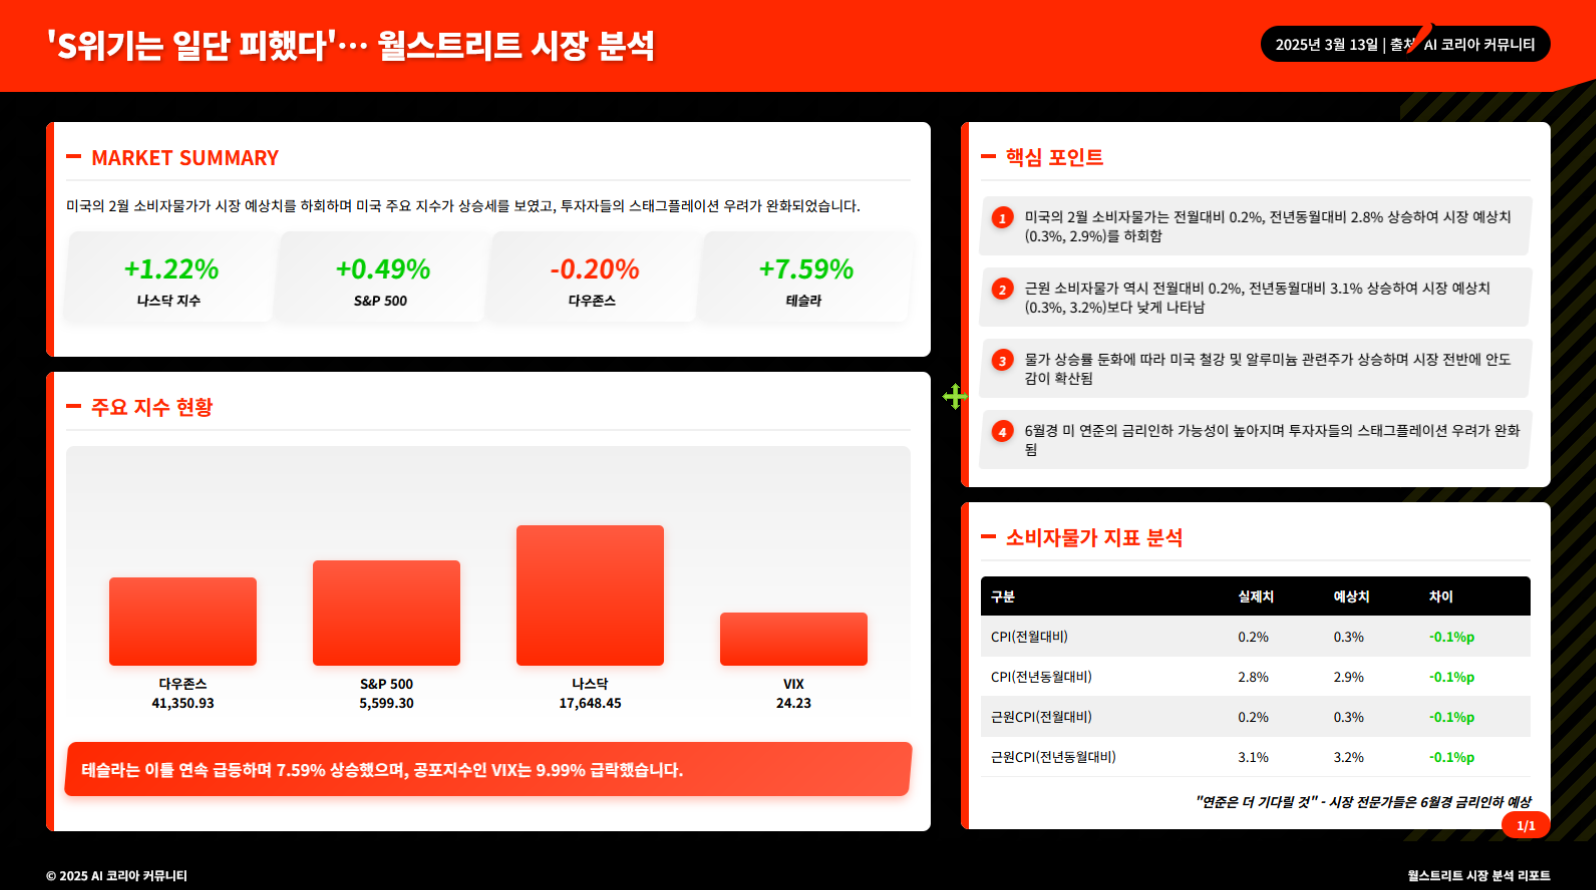 'S위기는 일단 피했다'… 월스트리트 시장 분석
2025년 3월 13일 | 출처 AI 코리아 커뮤니티
MARKET SUMMARY
미국의 2월 소비자물가가 시장 예상치를 하회하며 미국 주요 지수가 상승세를 보였고, 투자자들의 스태그플레이션 우려가 완화되었습니다.
+1.22%
나스닥 지수
+0.49%
S&P 500
-0.20%
다우존스
+7.59%
테슬라
주요 지수 현황
다우존스
41,350.93
S&P 500
5,599.30
나스닥
17,648.45
VIX
24.23
테슬라는 이틀 연속 급등하며 7.59% 상승했으며, 공포지수인 VIX는 9.99% 급락했습니다.
핵심 포인트
1 미국의 2월 소비자물가는 전월대비 0.2%, 전년동월대비 2.8% 상승하여 시장 예상치
(0.3%, 2.9%)를 하회함
2 근원 소비자물가 역시 전월대비 0.2%, 전년동월대비 3.1% 상승하여 시장 예상치
(0.3%, 3.2%)보다 낮게 나타남
3 물가 상승률 둔화에 따라 미국 철강 및 알루미늄 관련주가 상승하며 시장 전반에 안도
감이 확산됨
4 6월경 미 연준의 금리인하 가능성이 높아지며 투자자들의 스태그플레이션 우려가 완화
됨
소비자물가 지표 분석
구분 실제치 예상치 차이
CPI(전월대비) 0.2% 0.3% -0.1%p
CPI(전년동월대비) 2.8% 2.9% -0.1%p
근원CPI(전월대비) 0.2% 0.3% -0.1%p
근원CPI(전년동월대비) 3.1% 3.2% -0.1%p
"연준은 더 기다릴 것" - 시장 전문가들은 6월경 금리인하 예상
1/1
© 2025 AI 코리아 커뮤니티
월스트리트 시장 분석 리포트